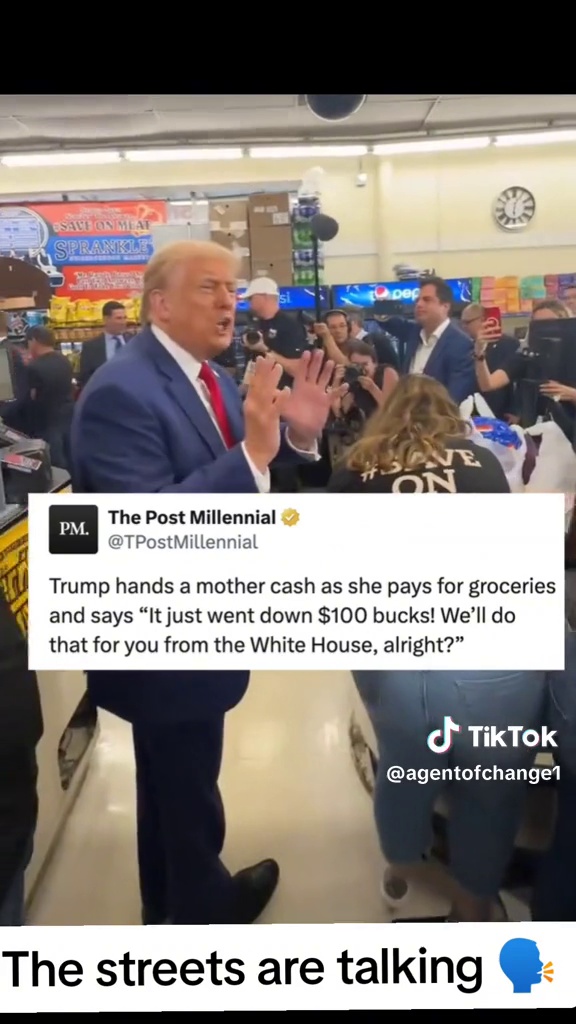 SAVE ON MEAT
SPRANKLE
si
pepsi
#SAVE
ON
PM.
The Post Millennial
@TPostMillennial
Trump hands a mother cash as she pays for groceries
and says “It just went down $100 bucks! We’ll do
that for you from the White House, alright?”
TikTok
@agentofchange1
The streets are talking 🗣️